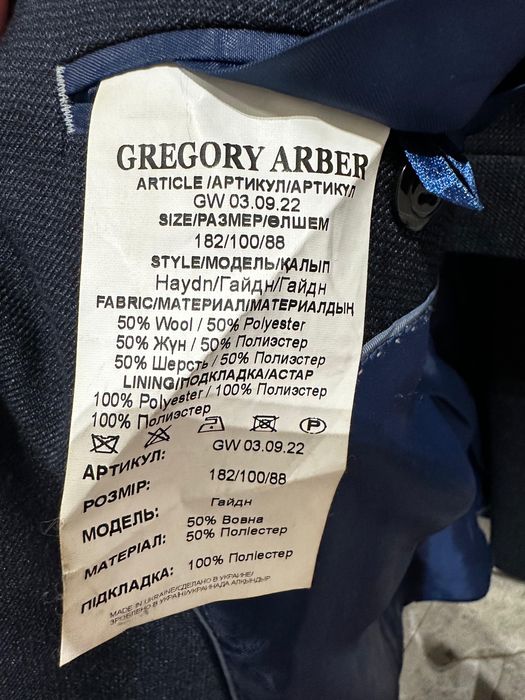 GREGORY ARBER
ARTICLE /АРТИКУЛ/АРТИКУЛ
GW 03.09.22
SIZE/РАЗМЕР/ӨЛШЕМ
182/100/88
STYLE/МОДЕЛЬ/ҚАЛЫП
Haydn/Гайдн/Гайдн
FABRIC/МАТЕРИАЛ/МАТЕРИАЛДЫҢ
50% Wool / 50% Polyester
50% Жүн / 50% Полиэстер
50% Шерсть / 50% Полиэстер
LINING/ПОДКЛАДКА/АСТАР
100% Polyester / 100% Полиэстер
100% Полиэстер
P
АРТИКУЛ: GW 03.09.22
РОЗМІР: 182/100/88
МОДЕЛЬ: Гайдн
МАТЕРІАЛ: 50% Вовна
50% Поліестер
ПІДКЛАДКА: 100% Поліестер
MADE IN UKRAINE/СДЕЛАНО В УКРАИНЕ/
ЗРОБЛЕНО В УКРАЇНІ/УКРАИНАДА